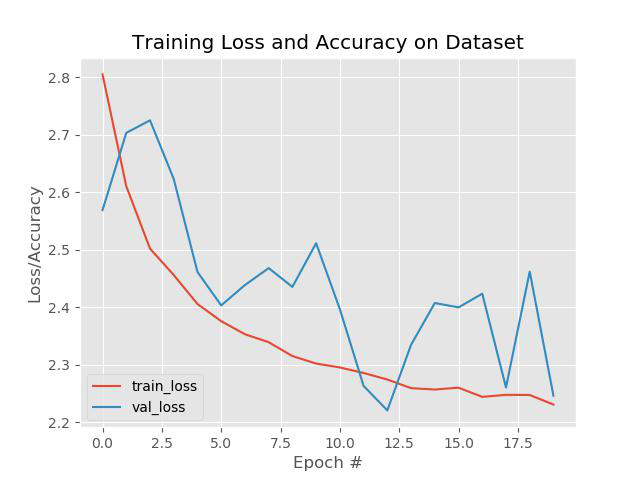 Training Loss and Accuracy on Dataset
2.8
2.7
2.6
2.5
2.4
2.3
2.2
Loss/Accuracy
train_loss
val_loss
0.0 2.5 5.0 7.5 10.0 12.5 15.0 17.5
Epoch #